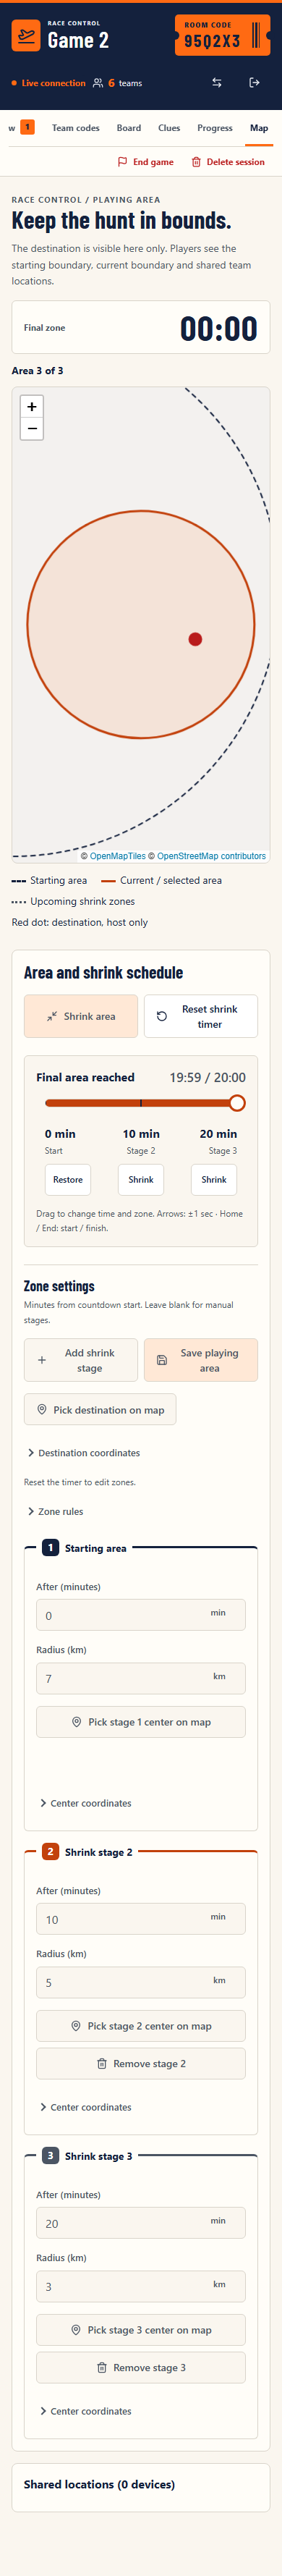 RACE CONTROL
Game 2
ROOM CODE
95Q2X3
Live connection 6 teams
w 1 Team codes Board Clues Progress Map
End game Delete session
RACE CONTROL / PLAYING AREA
Keep the hunt in bounds.
The destination is visible here only. Players see the
starting boundary, current boundary and shared team
locations.
Final zone 00:00
Area 3 of 3
+
−
© OpenMapTiles © OpenStreetMap contributors
Starting area Current / selected area
Upcoming shrink zones
Red dot: destination, host only
Area and shrink schedule
Shrink area
Reset shrink
timer
Final area reached 19:59 / 20:00
0 min 10 min 20 min
Start Stage 2 Stage 3
Restore Shrink Shrink
Drag to change time and zone. Arrows: ±1 sec · Home
/ End: start / finish.
Zone settings
Minutes from countdown start. Leave blank for manual
stages.
Add shrink
stage
Save playing
area
Pick destination on map
Destination coordinates
Reset the timer to edit zones.
Zone rules
1 Starting area
After (minutes)
0 min
Radius (km)
7 km
Pick stage 1 center on map
Center coordinates
2 Shrink stage 2
After (minutes)
10 min
Radius (km)
5 km
Pick stage 2 center on map
Remove stage 2
Center coordinates
3 Shrink stage 3
After (minutes)
20 min
Radius (km)
3 km
Pick stage 3 center on map
Remove stage 3
Center coordinates
Shared locations (0 devices)